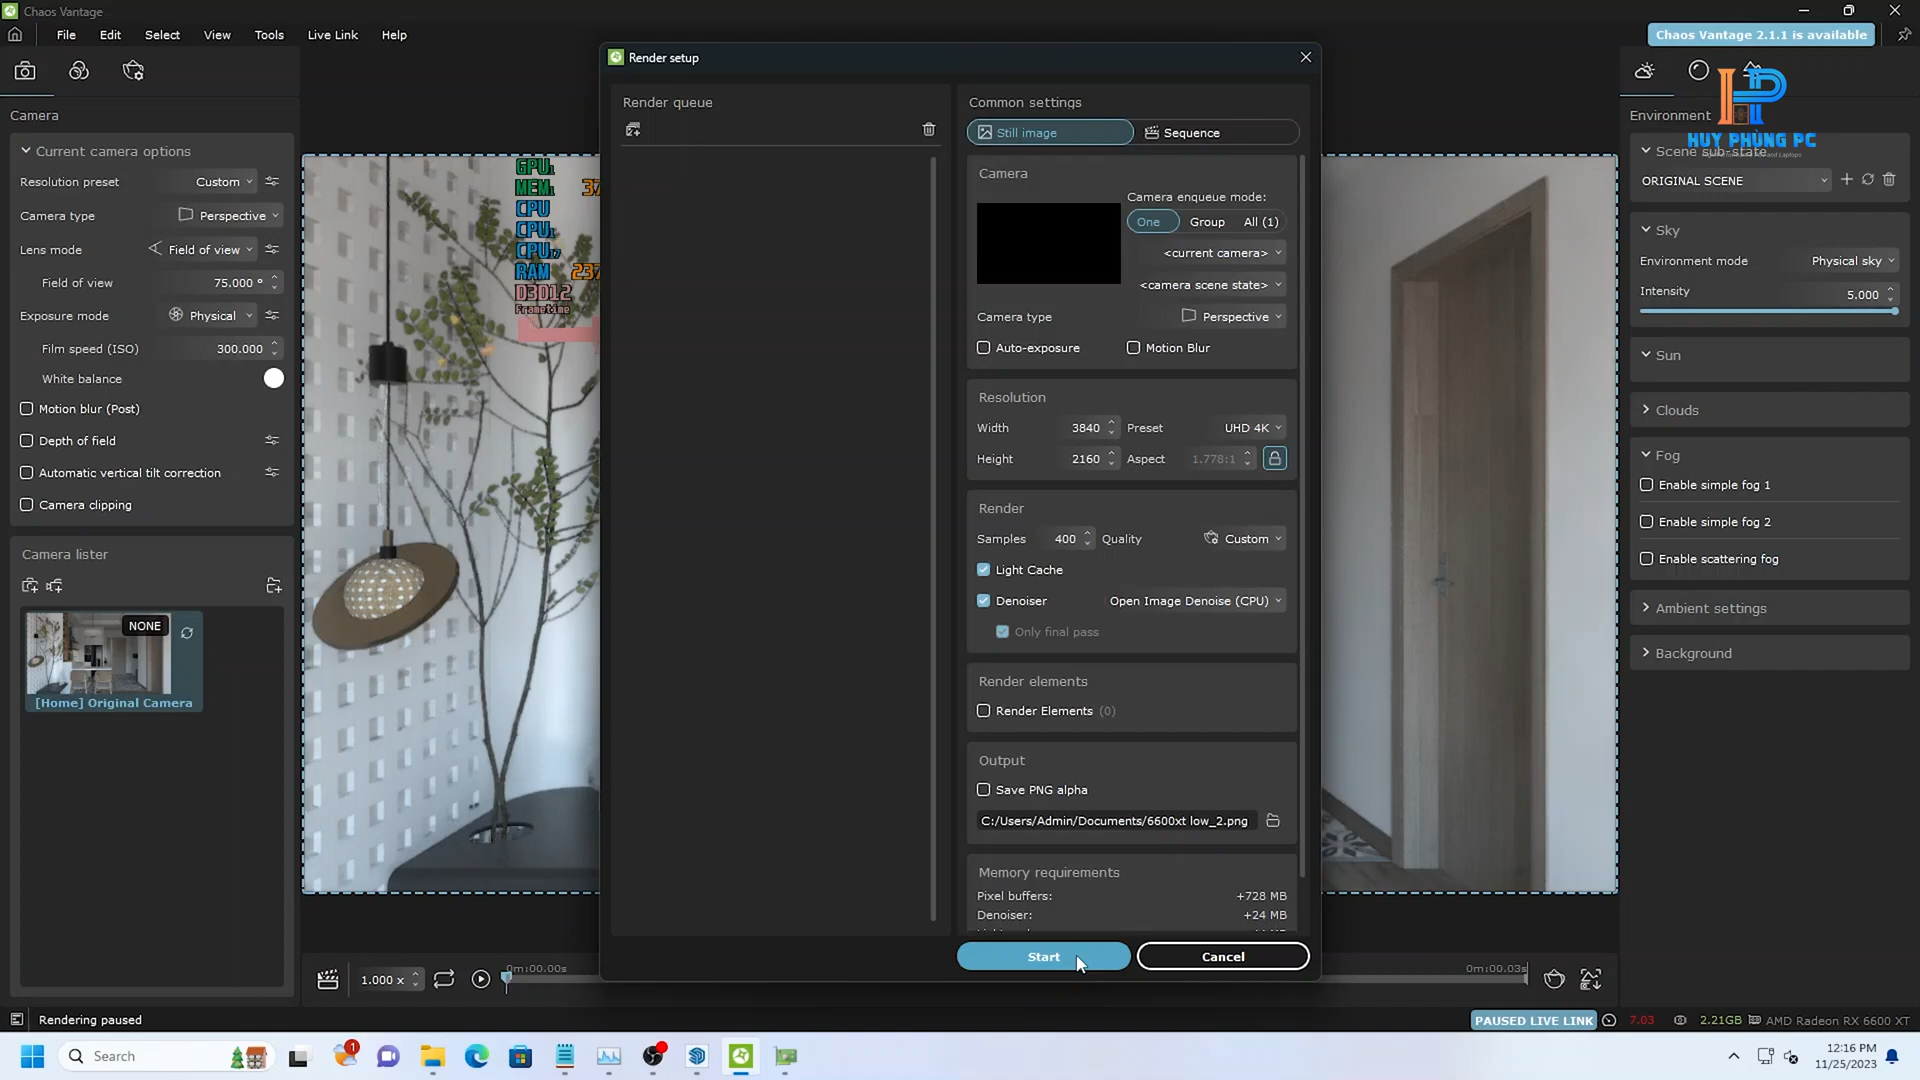 Chaos Vantage
File Edit Select View Tools Live Link Help
Chaos Vantage 2.1.1 is available
Camera
Current camera options
Resolution preset Custom
Camera type Perspective
Lens mode Field of view
Field of view 75.000 °
Exposure mode Physical
Film speed (ISO) 300.000
White balance
Motion blur (Post)
Depth of field
Automatic vertical tilt correction
Camera clipping
Camera lister
NONE
[Home] Original Camera
GPU1
MEM1 37
CPU
CPU1
CPU17
RAM 237
D3D12
Frametime
Render setup
Render queue
Common settings
Still image Sequence
Camera
Camera enqueue mode:
One Group All (1)
<current camera>
<camera scene state>
Camera type Perspective
Auto-exposure Motion Blur
Resolution
Width 3840 Preset UHD 4K
Height 2160 Aspect 1.778:1
Render
Samples 400 Quality Custom
Light Cache
Denoiser Open Image Denoise (CPU)
Only final pass
Render elements
Render Elements (0)
Output
Save PNG alpha
C:/Users/Admin/Documents/6600xt low_2.png
Memory requirements
Pixel buffers: +728 MB
Denoiser: +24 MB
Start Cancel
Environment
HUY PHÙNG PC
Scene sub-state
ORIGINAL SCENE
Sky
Environment mode Physical sky
Intensity 5.000
Sun
Clouds
Fog
Enable simple fog 1
Enable simple fog 2
Enable scattering fog
Ambient settings
Background
1.000 x 0m:00.00s 0m:00.03s
Rendering paused
PAUSED LIVE LINK 7.03 2.21GB AMD Radeon RX 6600 XT
Search
1
12:16 PM
11/25/2023